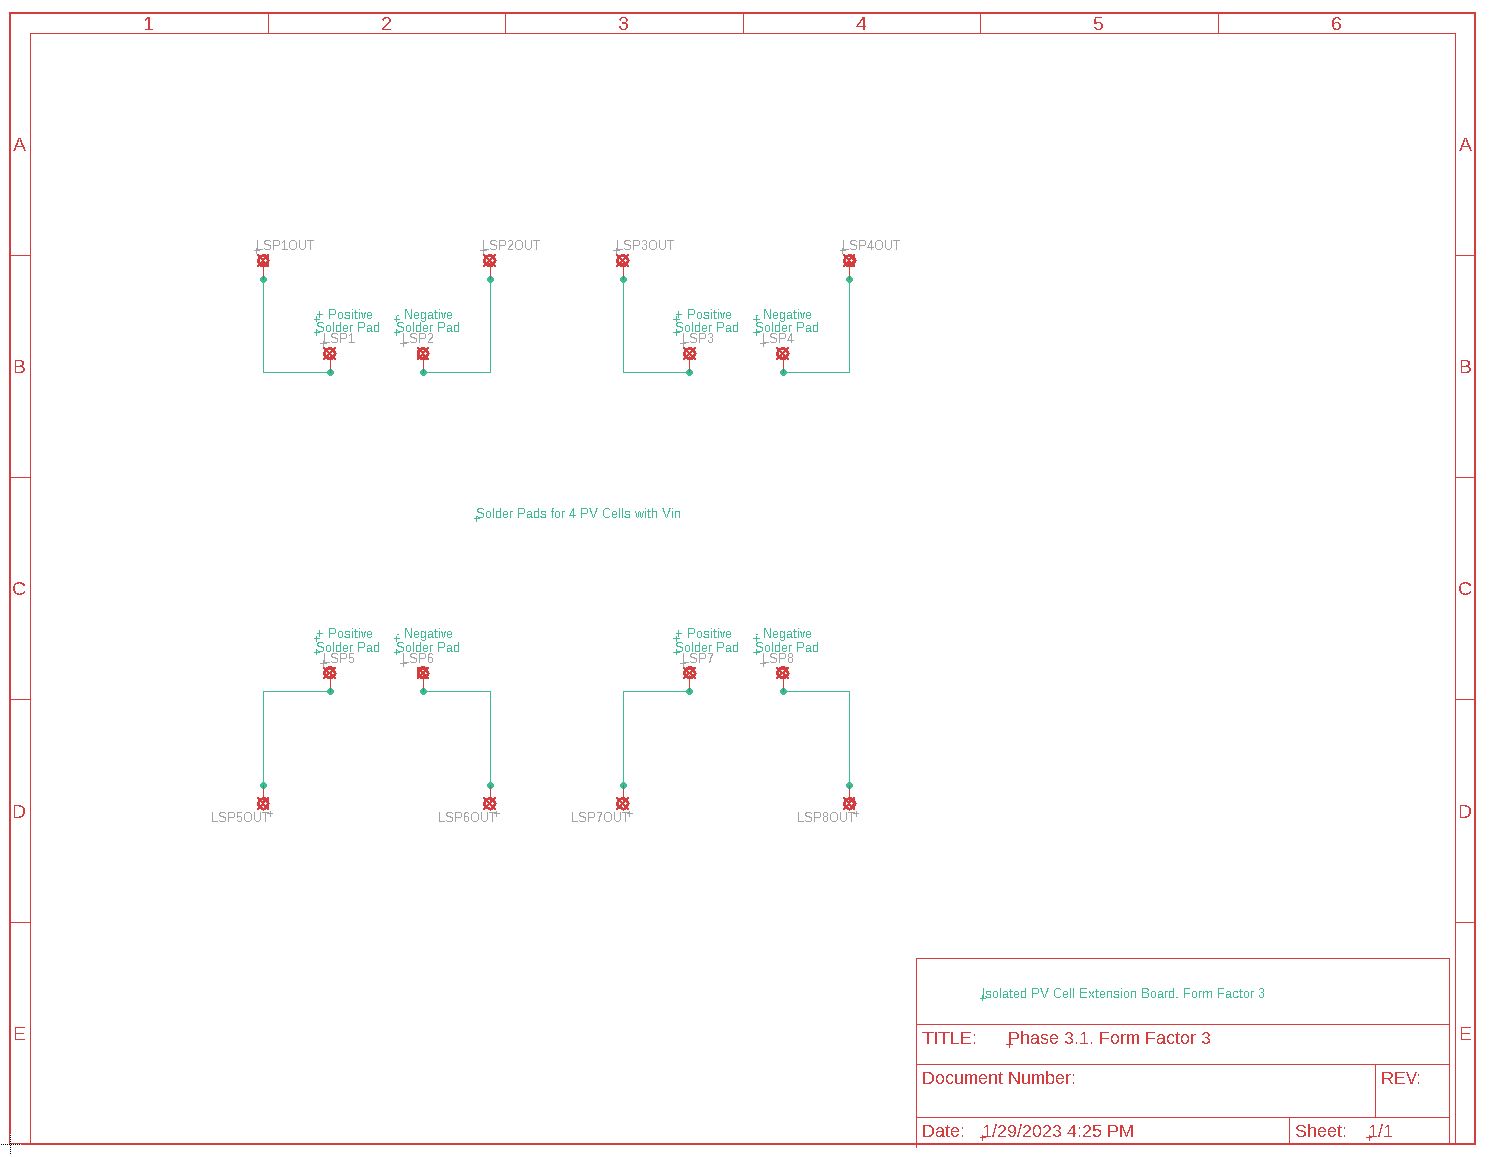 1 2 3 4 5 6
A A
LSP1OUT LSP2OUT LSP3OUT LSP4OUT
+ Positive - Negative + Positive - Negative
Solder Pad Solder Pad Solder Pad Solder Pad
LSP1 LSP2 LSP3 LSP4
B B
Solder Pads for 4 PV Cells with Vin
C C
+ Positive - Negative + Positive - Negative
Solder Pad Solder Pad Solder Pad Solder Pad
LSP5 LSP6 LSP7 LSP8
D D
LSP5OUT LSP6OUT LSP7OUT LSP8OUT
Isolated PV Cell Extension Board. Form Factor 3
E E
TITLE: Phase 3.1. Form Factor 3
Document Number: REV:
Date: 1/29/2023 4:25 PM Sheet: 1/1